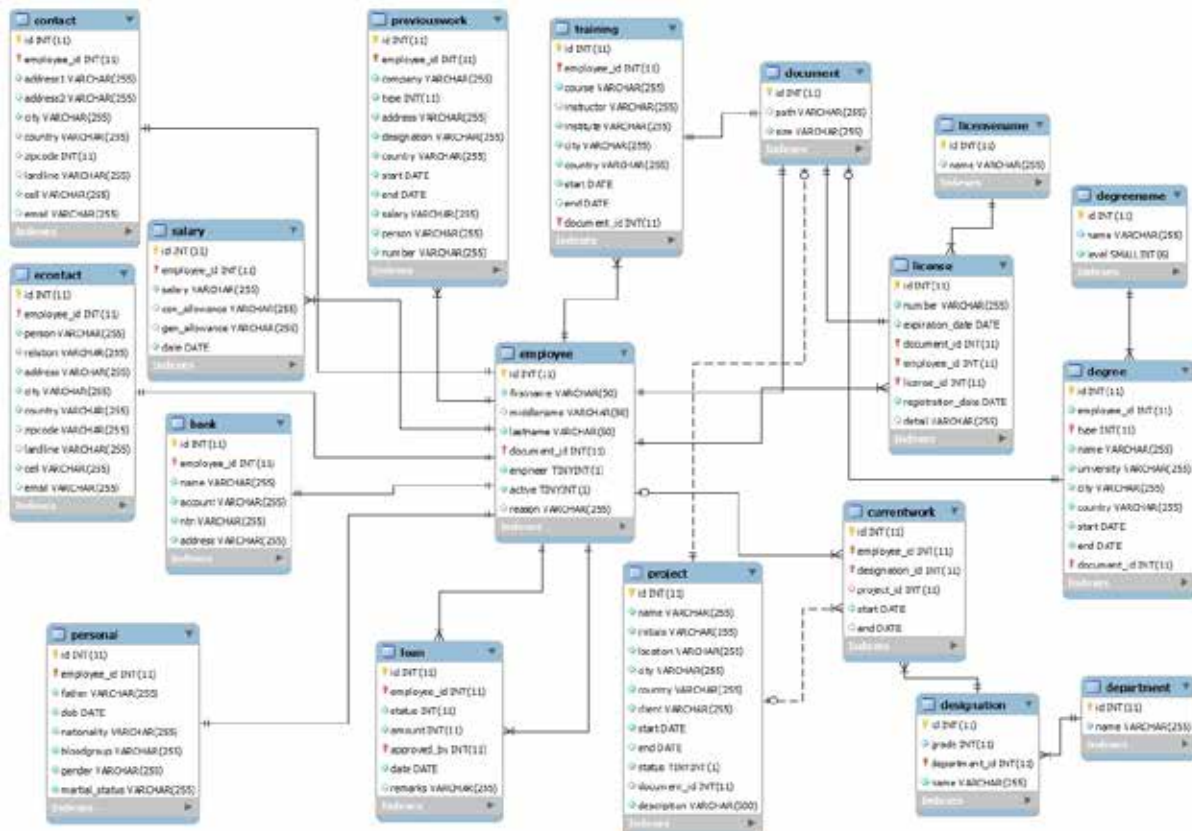 contact
id INT(11)
employee_id INT(11)
address1 VARCHAR(255)
address2 VARCHAR(255)
city VARCHAR(255)
country VARCHAR(255)
zipcode INT(11)
landline VARCHAR(255)
cell VARCHAR(255)
email VARCHAR(255)
Indexes
previouswork
id INT(11)
employee_id INT(11)
company VARCHAR(255)
type INT(11)
address VARCHAR(255)
designation VARCHAR(255)
country VARCHAR(255)
start DATE
end DATE
salary VARCHAR(255)
person VARCHAR(255)
number VARCHAR(255)
Indexes
training
id INT(11)
employee_id INT(11)
course VARCHAR(255)
instructor VARCHAR(255)
institute VARCHAR(255)
city VARCHAR(255)
country VARCHAR(255)
start DATE
end DATE
document_id INT(11)
Indexes
document
id INT(11)
path VARCHAR(255)
size VARCHAR(255)
Indexes
licensename
id INT(11)
name VARCHAR(255)
Indexes
degreename
id INT(11)
name VARCHAR(255)
level SMALLINT(6)
Indexes
salary
id INT(11)
employee_id INT(11)
salary VARCHAR(255)
con_allowance VARCHAR(255)
gen_allowance VARCHAR(255)
date DATE
Indexes
econtact
id INT(11)
employee_id INT(11)
person VARCHAR(255)
relation VARCHAR(255)
address VARCHAR(255)
city VARCHAR(255)
country VARCHAR(255)
zipcode VARCHAR(255)
landline VARCHAR(255)
cell VARCHAR(255)
email VARCHAR(255)
Indexes
license
id INT(11)
number VARCHAR(255)
expiration_date DATE
document_id INT(11)
employee_id INT(11)
license_id INT(11)
registration_date DATE
detail VARCHAR(255)
Indexes
employee
id INT(11)
firstname VARCHAR(50)
middlename VARCHAR(50)
lastname VARCHAR(50)
document_id INT(11)
engineer TINYINT(1)
active TINYINT(1)
reason VARCHAR(255)
Indexes
degree
id INT(11)
employee_id INT(11)
type INT(11)
name VARCHAR(255)
university VARCHAR(255)
city VARCHAR(255)
country VARCHAR(255)
start DATE
end DATE
document_id INT(11)
Indexes
bank
id INT(11)
employee_id INT(11)
name VARCHAR(255)
account VARCHAR(255)
ntn VARCHAR(255)
address VARCHAR(255)
Indexes
currentwork
id INT(11)
employee_id INT(11)
designation_id INT(11)
project_id INT(11)
start DATE
end DATE
Indexes
project
id INT(11)
name VARCHAR(255)
VARCHAR(255)
location VARCHAR(255)
city VARCHAR(255)
country VARCHAR(255)
client VARCHAR(255)
start DATE
end DATE
status TINYINT(1)
document_id INT(11)
description VARCHAR(500)
Indexes
personal
id INT(11)
employee_id INT(11)
father VARCHAR(255)
dob DATE
nationality VARCHAR(255)
bloodgroup VARCHAR(255)
gender VARCHAR(255)
martial_status VARCHAR(255)
Indexes
loan
id INT(11)
employee_id INT(11)
status INT(11)
amount INT(11)
approved_by INT(11)
date DATE
remarks VARCHAR(255)
Indexes
designation
id INT(11)
grade INT(11)
department_id INT(11)
name VARCHAR(255)
Indexes
department
id INT(11)
name VARCHAR(255)
Indexes